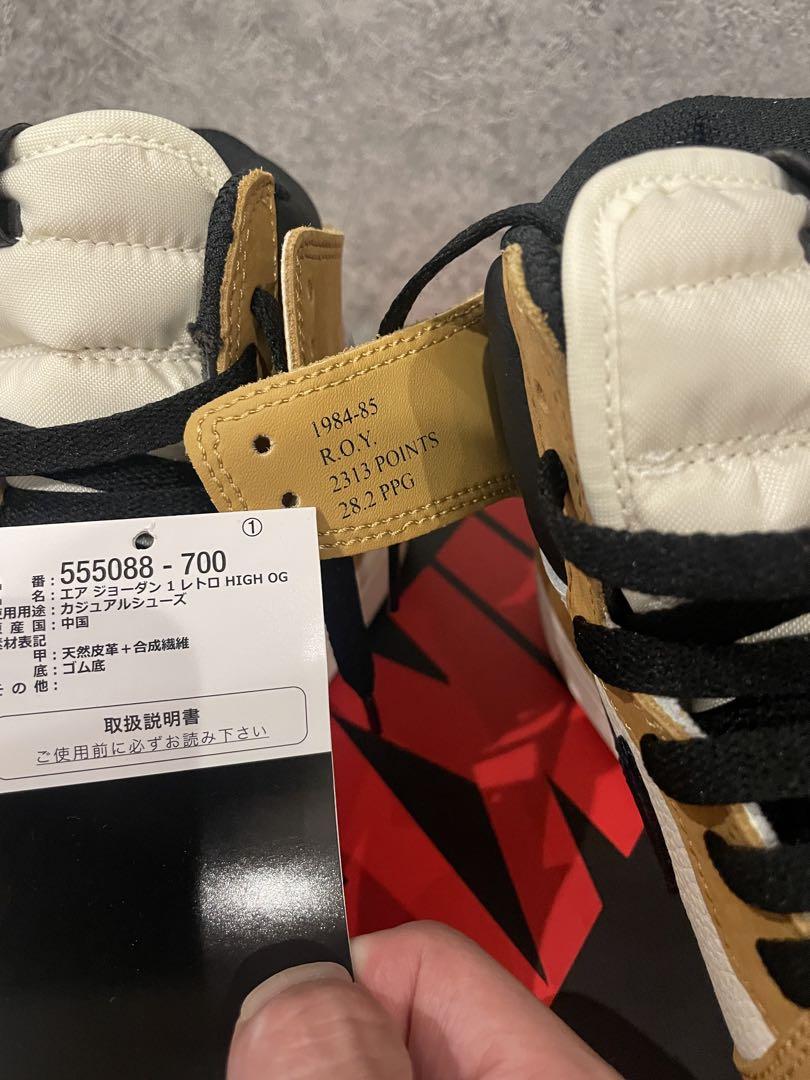 1984-85
R.O.Y.
2313 POINTS
28.2 PPG
①
番：555088 - 700
名：エア ジョーダン 1 レトロ HIGH OG
使用用途：カジュアルシューズ
産 国：中国
素材表記
甲：天然皮革＋合成繊維
底：ゴム底
その他：
取扱説明書
ご使用前に必ずお読み下さい